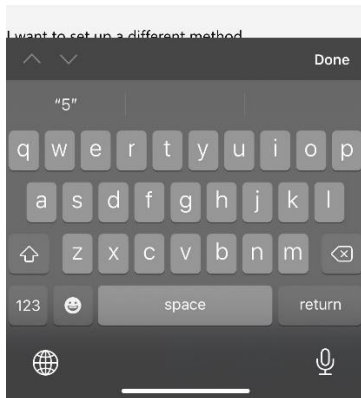 I want to set up a different method
Done
“5”
q w e r t y u i o p
a s d f g h j k l
z x c v b n m
123 space return